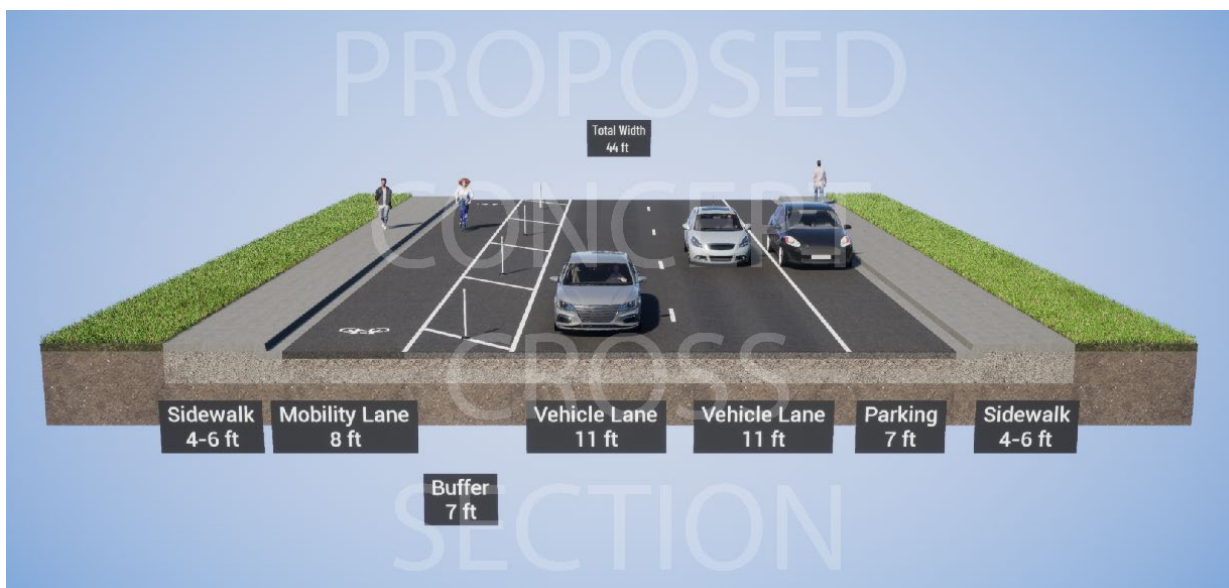 PROPOSED
Total Width
44 ft
CONCEPT
CROSS
Sidewalk
4-6 ft
Mobility Lane
8 ft
Vehicle Lane
11 ft
Vehicle Lane
11 ft
Parking
7 ft
Sidewalk
4-6 ft
Buffer
7 ft
SECTION